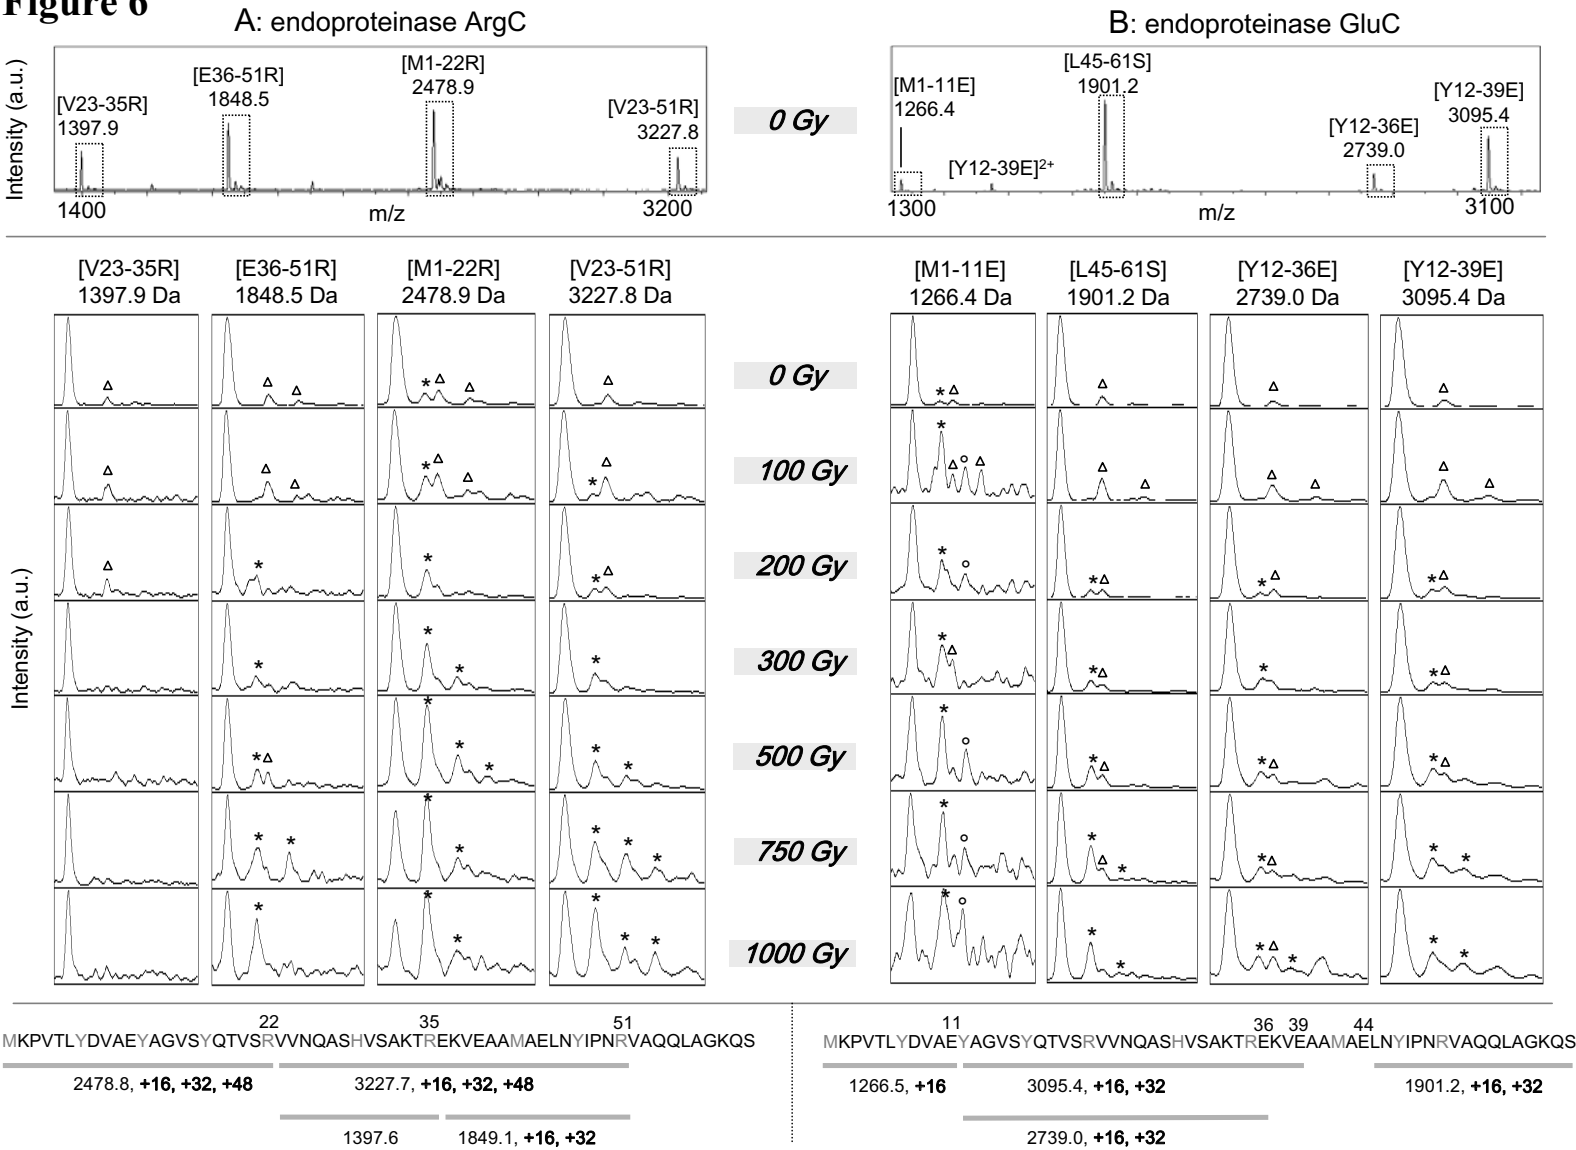 Figure 6
A: endoproteinase ArgC
B: endoproteinase GluC
Intensity (a.u.)
[V23-35R]
1397.9
[E36-51R]
1848.5
[M1-22R]
2478.9
[V23-51R]
3227.8
1400
m/z
3200
0 Gy
[M1-11E]
1266.4
[Y12-39E]2+
[L45-61S]
1901.2
[Y12-36E]
2739.0
[Y12-39E]
3095.4
1300
m/z
3100
[V23-35R]
1397.9 Da
[E36-51R]
1848.5 Da
[M1-22R]
2478.9 Da
[V23-51R]
3227.8 Da
[M1-11E]
1266.4 Da
[L45-61S]
1901.2 Da
[Y12-36E]
2739.0 Da
[Y12-39E]
3095.4 Da
Intensity (a.u.)
0 Gy
100 Gy
200 Gy
300 Gy
500 Gy
750 Gy
1000 Gy
22 35 51
MKPVTLYDVAEYAGVSYQTVSRVVNQASHVSAKTREKVEAAMAELNYIPNRVAQQLAGKQS
2478.8, +16, +32, +48
3227.7, +16, +32, +48
1397.6
1849.1, +16, +32
11 36 39 44
MKPVTLYDVAEYAGVSYQTVSRVVNQASHVSAKTREKVEAAMAELNYIPNRVAQQLAGKQS
1266.5, +16
3095.4, +16, +32
1901.2, +16, +32
2739.0, +16, +32